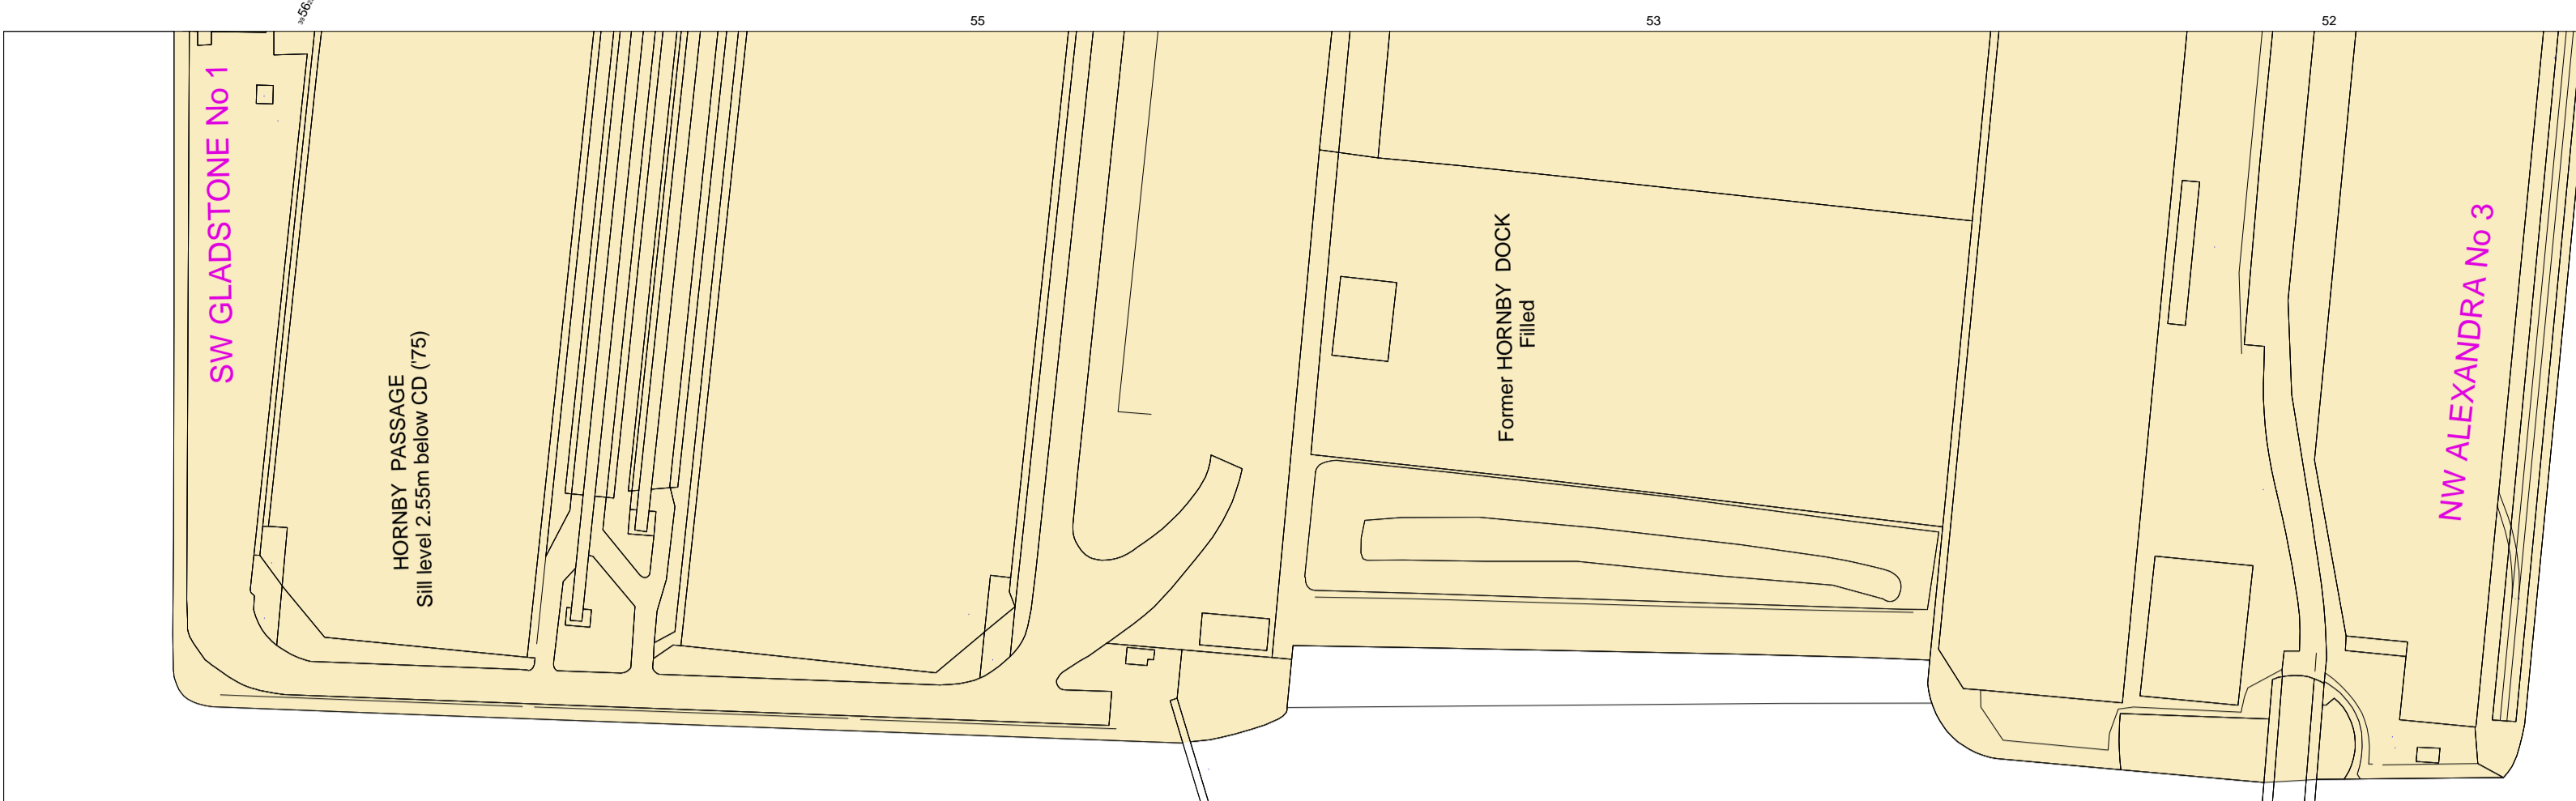 55
53
52
SW GLADSTONE No 1
HORNBY PASSAGE
Sill level 2.55m below CD ('75)
Former HORNBY DOCK
Filled
NW ALEXANDRA No 3